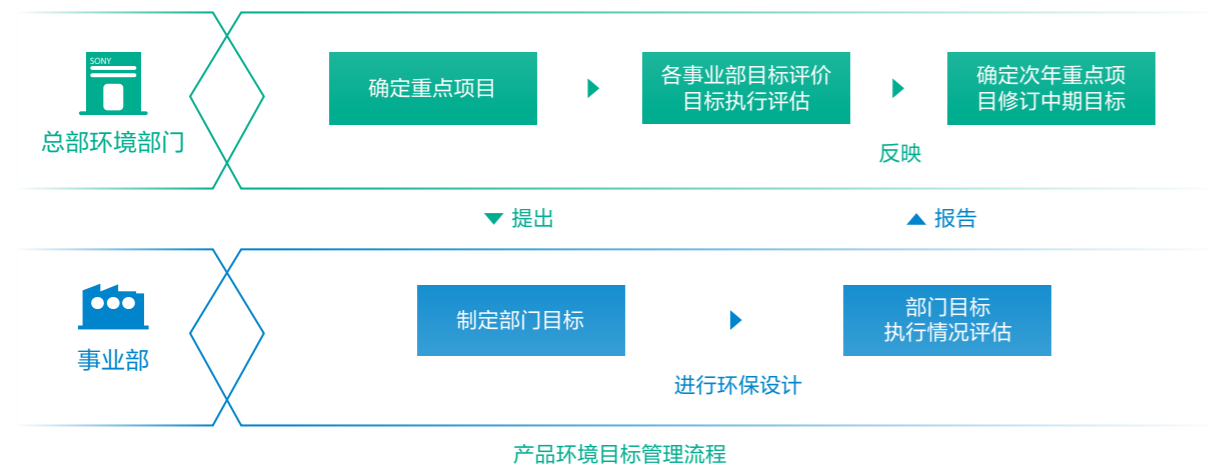 SONY
总部环境部门
确定重点项目
各事业部目标评价
目标执行评估
确定次年重点项
目修订中期目标
反映
提出
报告
事业部
制定部门目标
部门目标
执行情况评估
进行环保设计
产品环境目标管理流程